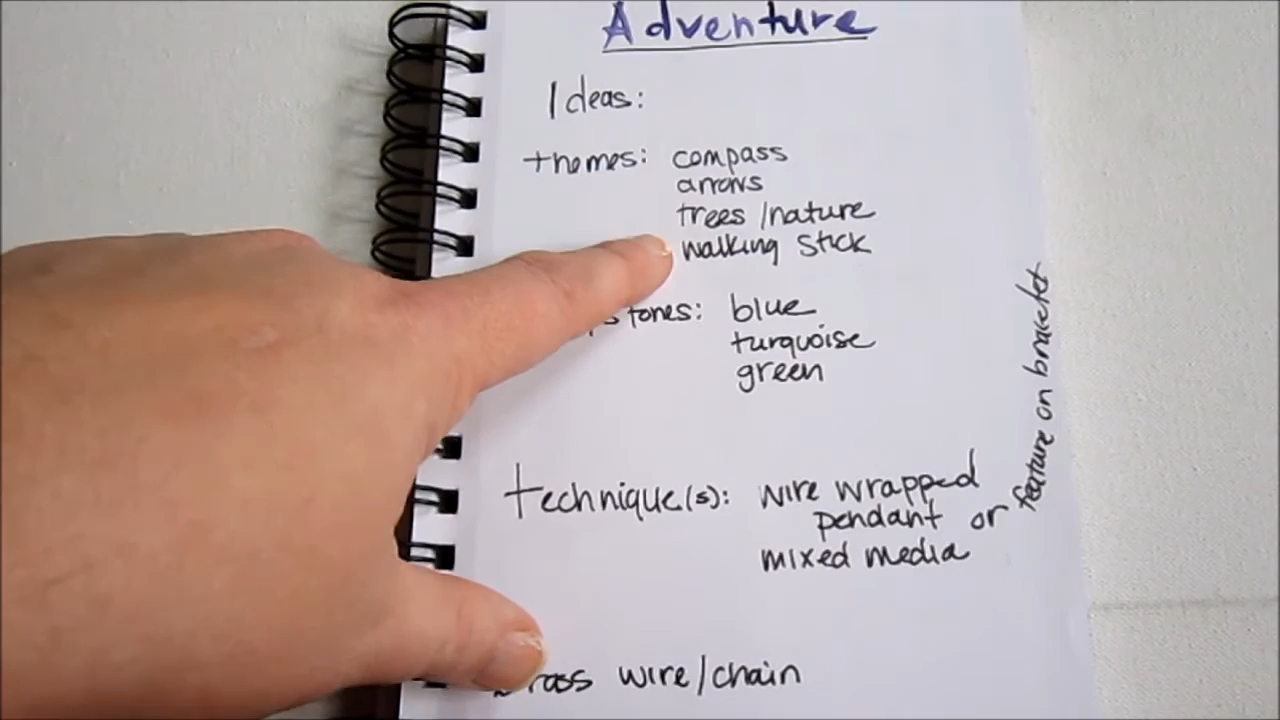 Adventure
Ideas:
themes: compass
arrows
trees/nature
walking stick
stones: blue
turquoise
green
technique(s): wire wrapped
pendant or feature on bracelet
mixed media
wire/chain